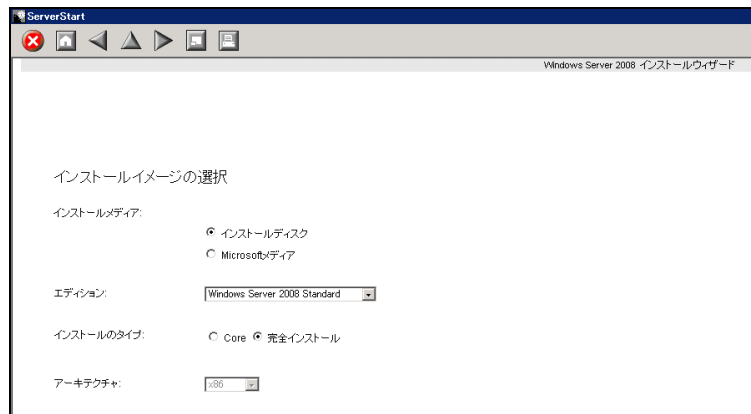 ServerStart
Windows Server 2008 インストールウィザード
インストールイメージの選択
インストールメディア:
インストールディスク
Microsoftメディア
エディション: Windows Server 2008 Standard
インストールのタイプ: Core 完全インストール
アーキテクチャ: x86